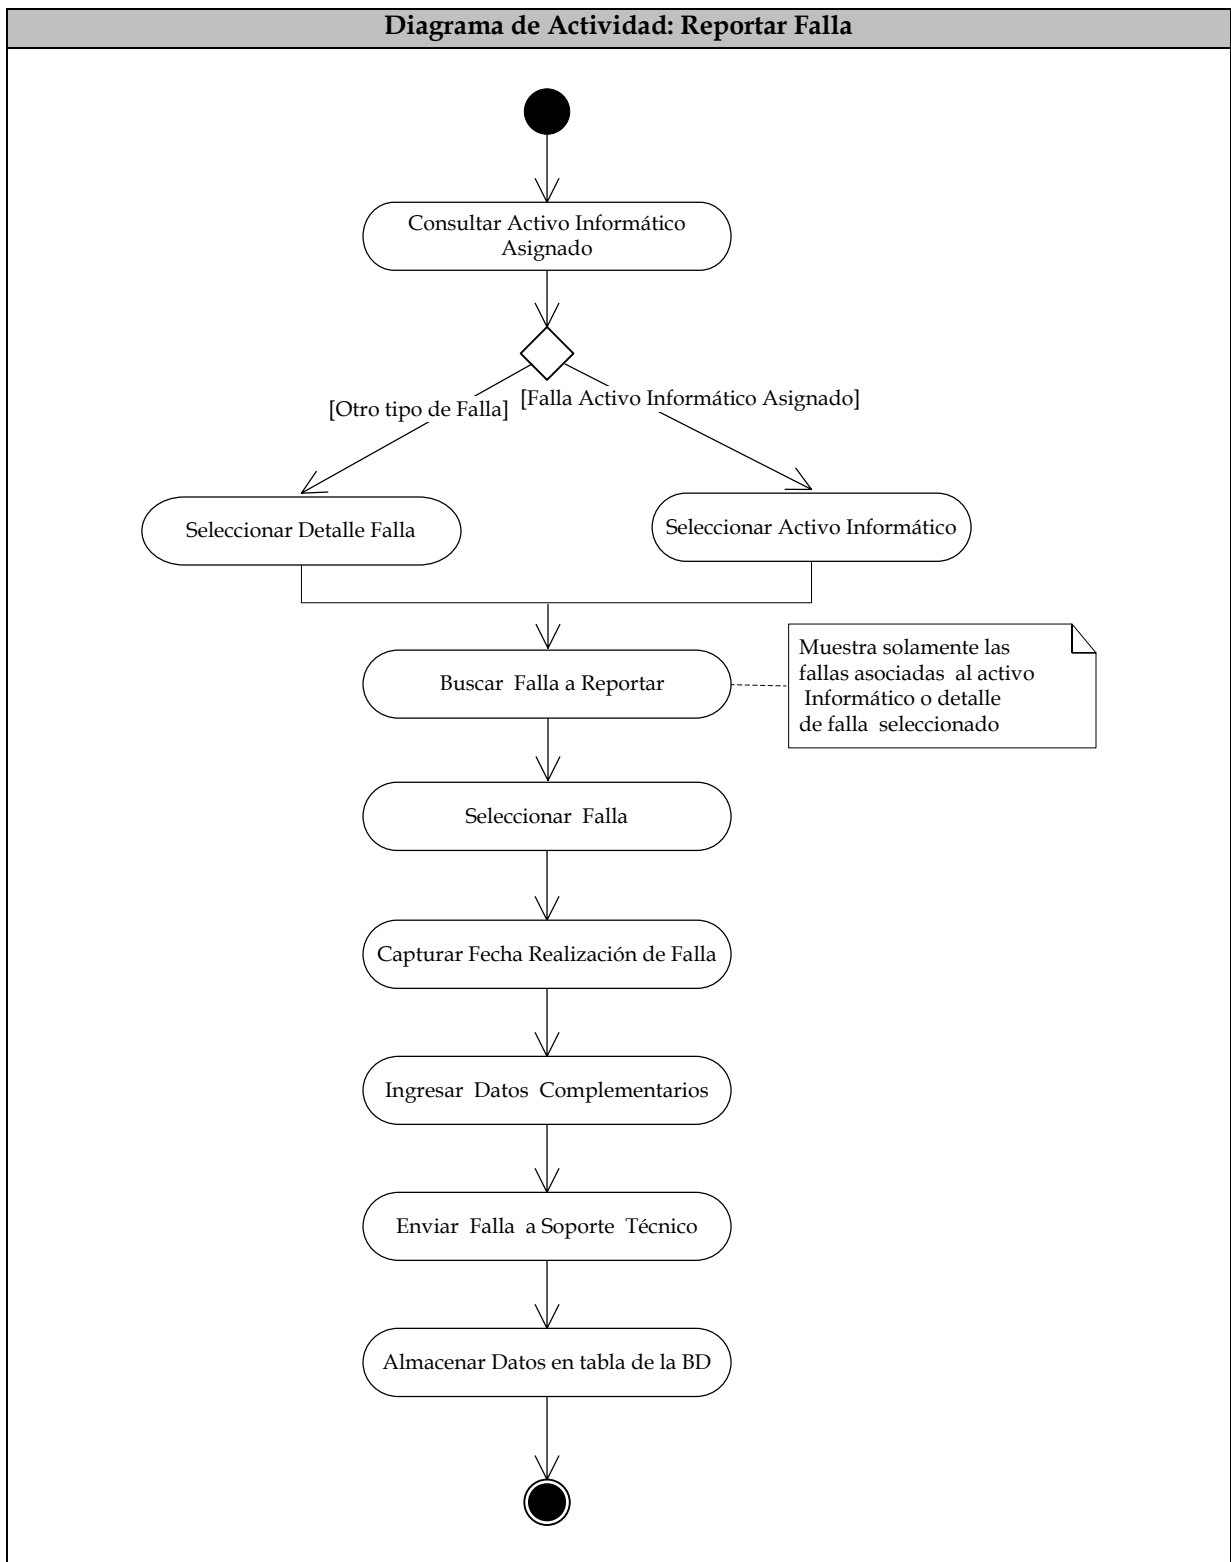 Diagrama de Actividad: Reportar Falla
Consultar Activo Informático
Asignado
[Otro tipo de Falla]
[Falla Activo Informático Asignado]
Seleccionar Detalle Falla
Seleccionar Activo Informático
Buscar Falla a Reportar
Muestra solamente las
fallas asociadas al activo
Informático o detalle
de falla seleccionado
Seleccionar Falla
Capturar Fecha Realización de Falla
Ingresar Datos Complementarios
Enviar Falla a Soporte Técnico
Almacenar Datos en tabla de la BD